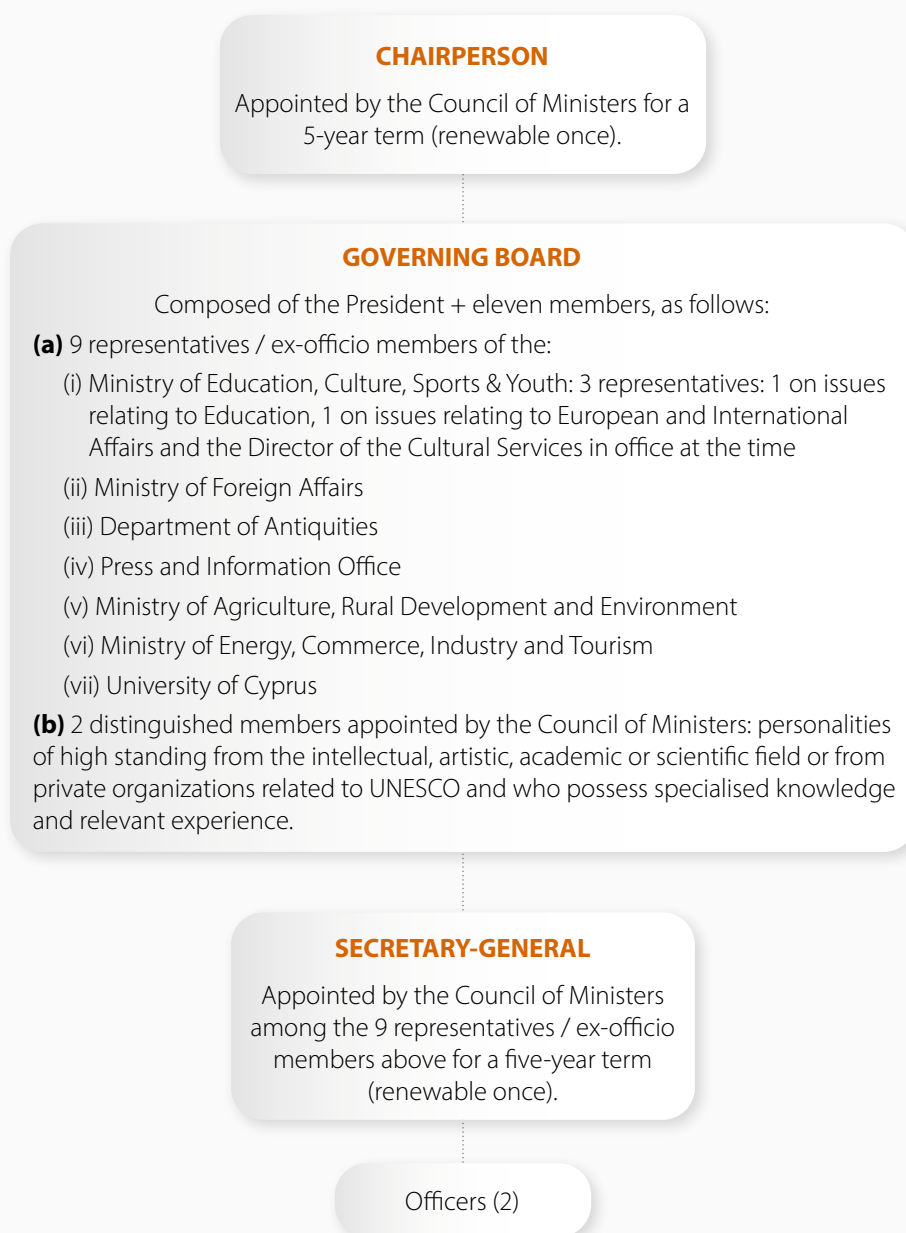 CHAIRPERSON
Appointed by the Council of Ministers for a
5-year term (renewable once).
GOVERNING BOARD
Composed of the President + eleven members, as follows:
(a) 9 representatives / ex-officio members of the:
(i) Ministry of Education, Culture, Sports & Youth: 3 representatives: 1 on issues
relating to Education, 1 on issues relating to European and International
Affairs and the Director of the Cultural Services in office at the time
(ii) Ministry of Foreign Affairs
(iii) Department of Antiquities
(iv) Press and Information Office
(v) Ministry of Agriculture, Rural Development and Environment
(vi) Ministry of Energy, Commerce, Industry and Tourism
(vii) University of Cyprus
(b) 2 distinguished members appointed by the Council of Ministers: personalities
of high standing from the intellectual, artistic, academic or scientific field or from
private organizations related to UNESCO and who possess specialised knowledge
and relevant experience.
SECRETARY-GENERAL
Appointed by the Council of Ministers
among the 9 representatives / ex-officio
members above for a five-year term
(renewable once).
Officers (2)